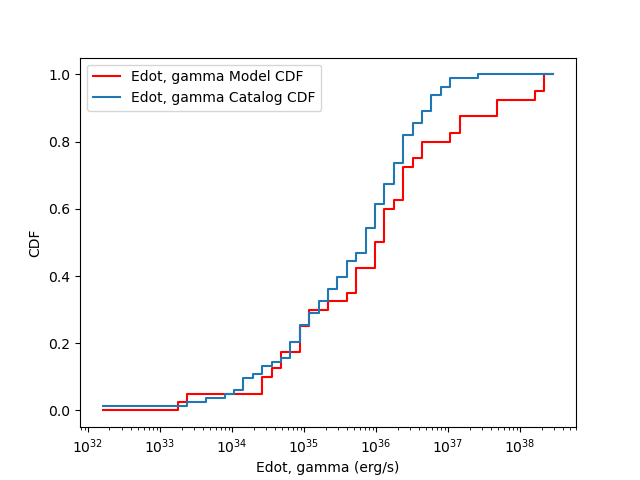 Edot, gamma Model CDF
Edot, gamma Catalog CDF
1.0
0.8
0.6
0.4
0.2
0.0
CDF
10^32 10^33 10^34 10^35 10^36 10^37 10^38
Edot, gamma (erg/s)